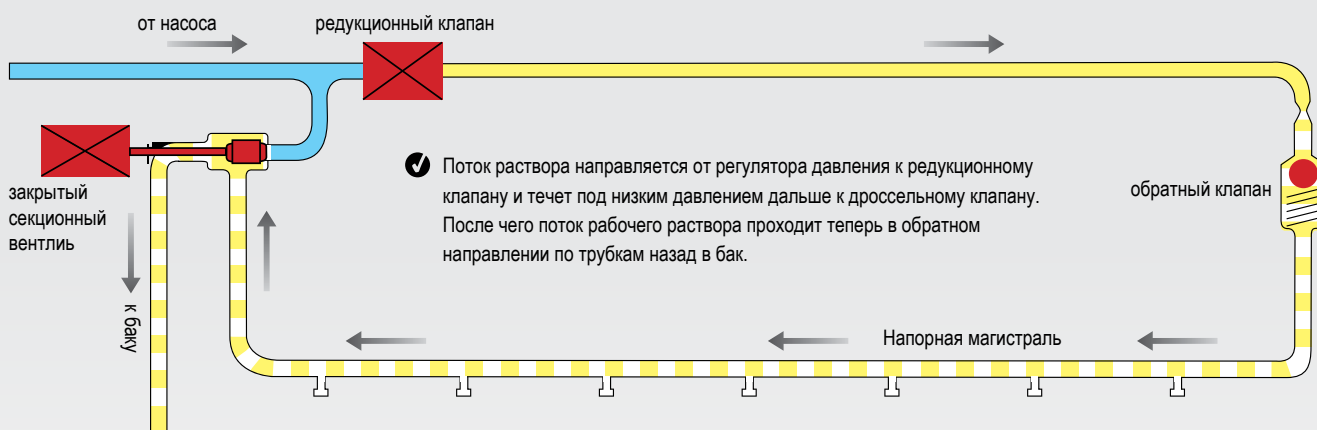 от насоса
редукционный клапан
закрытый
секционный
вентлиь
к баку
Поток раствора направляется от регулятора давления к редукционному
клапану и течет под низким давлением дальше к дроссельному клапану.
После чего поток рабочего раствора проходит теперь в обратном
направлении по трубкам назад в бак.
обратный клапан
Напорная магистраль